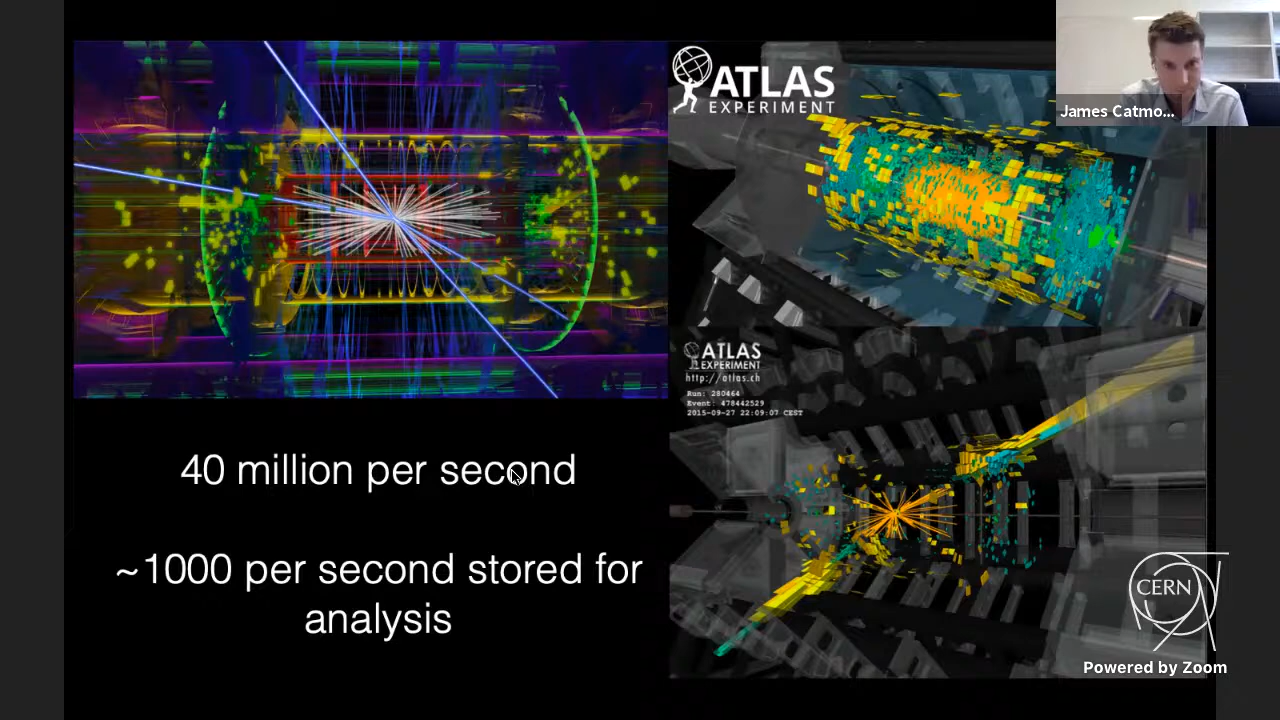 ATLAS
EXPERIMENT
James Catmo...
ATLAS
EXPERIMENT
http://atlas.ch
Run: 280464
Event: 478442529
2015-09-27 22:09:07 CEST
40 million per second
~1000 per second stored for
analysis
CERN
Powered by Zoom